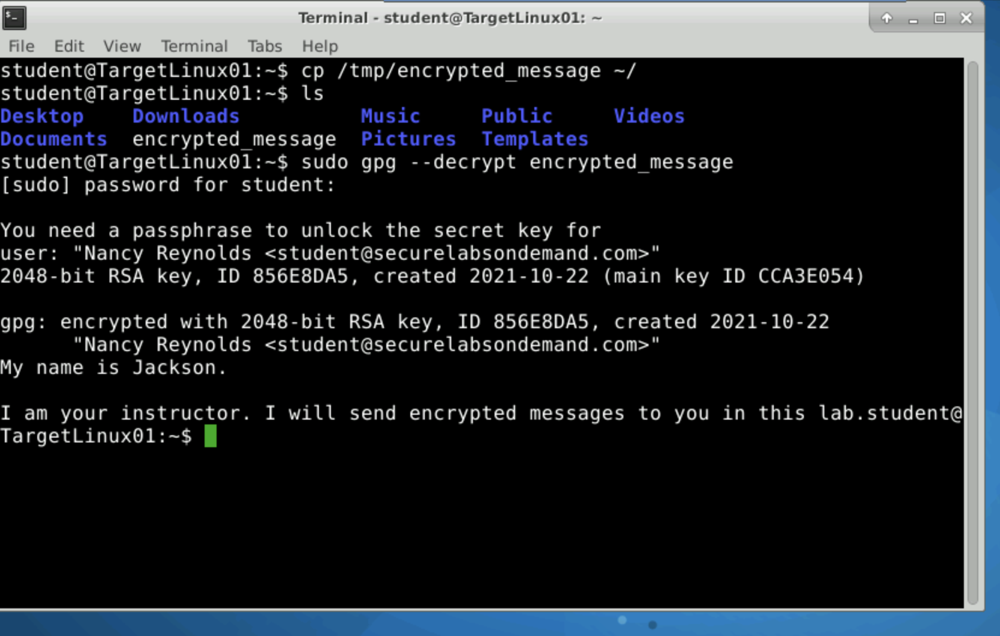 Terminal - student@TargetLinux01: ~
File Edit View Terminal Tabs Help
student@TargetLinux01:~$ cp /tmp/encrypted_message ~/
student@TargetLinux01:~$ ls
Desktop Downloads Music Public Videos
Documents encrypted_message Pictures Templates
student@TargetLinux01:~$ sudo gpg --decrypt encrypted_message
[sudo] password for student:
You need a passphrase to unlock the secret key for
user: "Nancy Reynolds <student@securelabsondemand.com>"
2048-bit RSA key, ID 856E8DA5, created 2021-10-22 (main key ID CCA3E054)
gpg: encrypted with 2048-bit RSA key, ID 856E8DA5, created 2021-10-22
"Nancy Reynolds <student@securelabsondemand.com>"
My name is Jackson.
I am your instructor. I will send encrypted messages to you in this lab.student@
TargetLinux01:~$